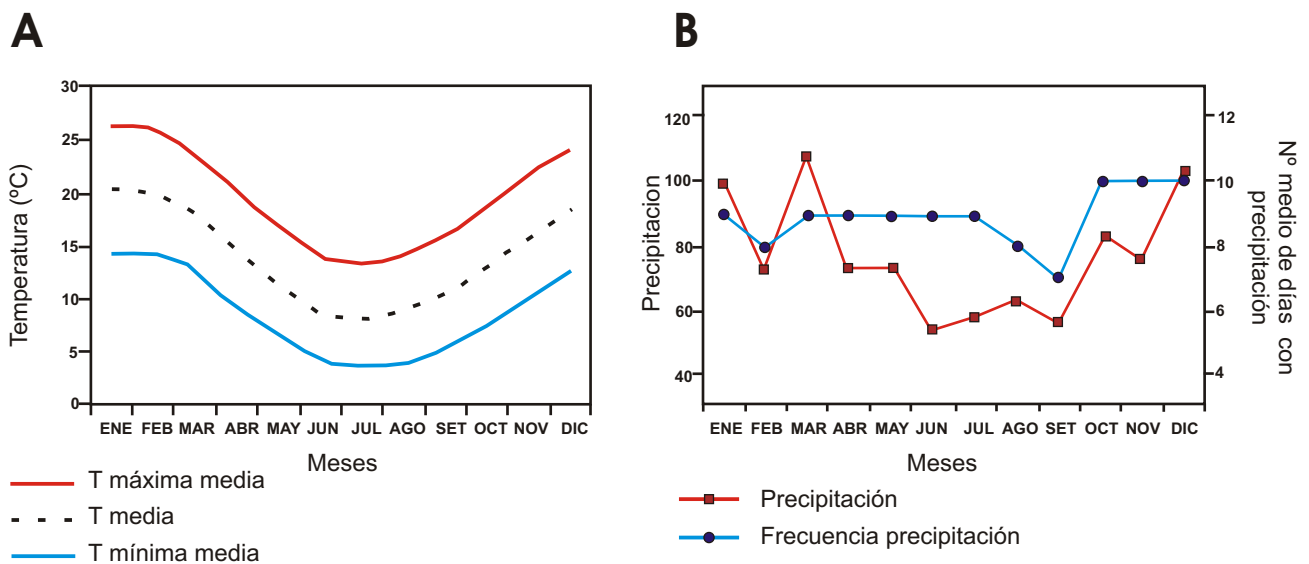 A
30
25
20
15
10
5
0
Temperatura (ºC)
ENE FEB MAR ABR MAY JUN JUL AGO SET OCT NOV DIC
Meses
T máxima media
T media
T mínima media
B
120
100
80
60
40
Precipitacion
12
10
8
6
4
Nº medio de días con
precipitación
ENE FEB MAR ABR MAY JUN JUL AGO SET OCT NOV DIC
Meses
Precipitación
Frecuencia precipitación